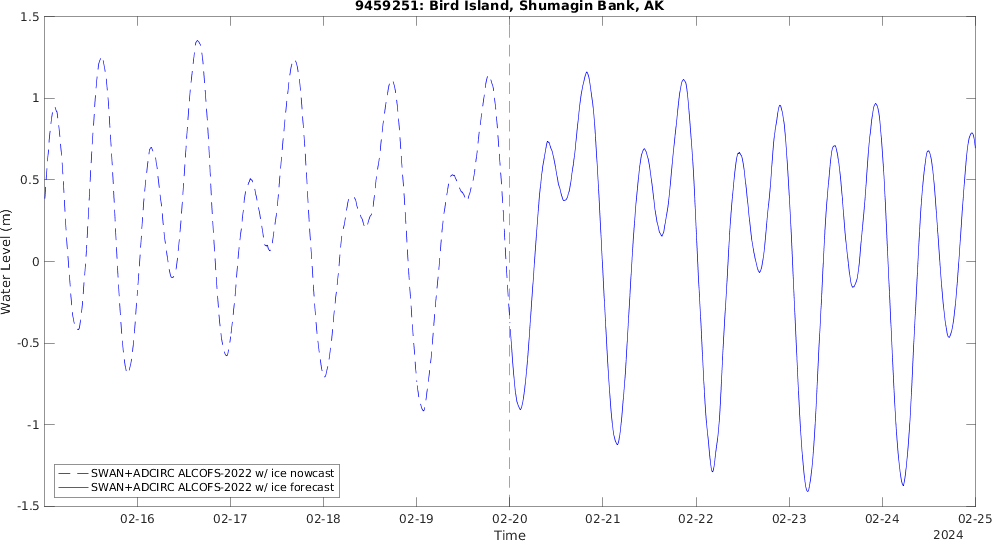 9459251: Bird Island, Shumagin Bank, AK
1.5
1
0.5
0
-0.5
-1
-1.5
Water Level (m)
SWAN+ADCIRC ALCOFS-2022 w/ ice nowcast
SWAN+ADCIRC ALCOFS-2022 w/ ice forecast
02-16 02-17 02-18 02-19 02-20 02-21 02-22 02-23 02-24 02-25
Time
2024